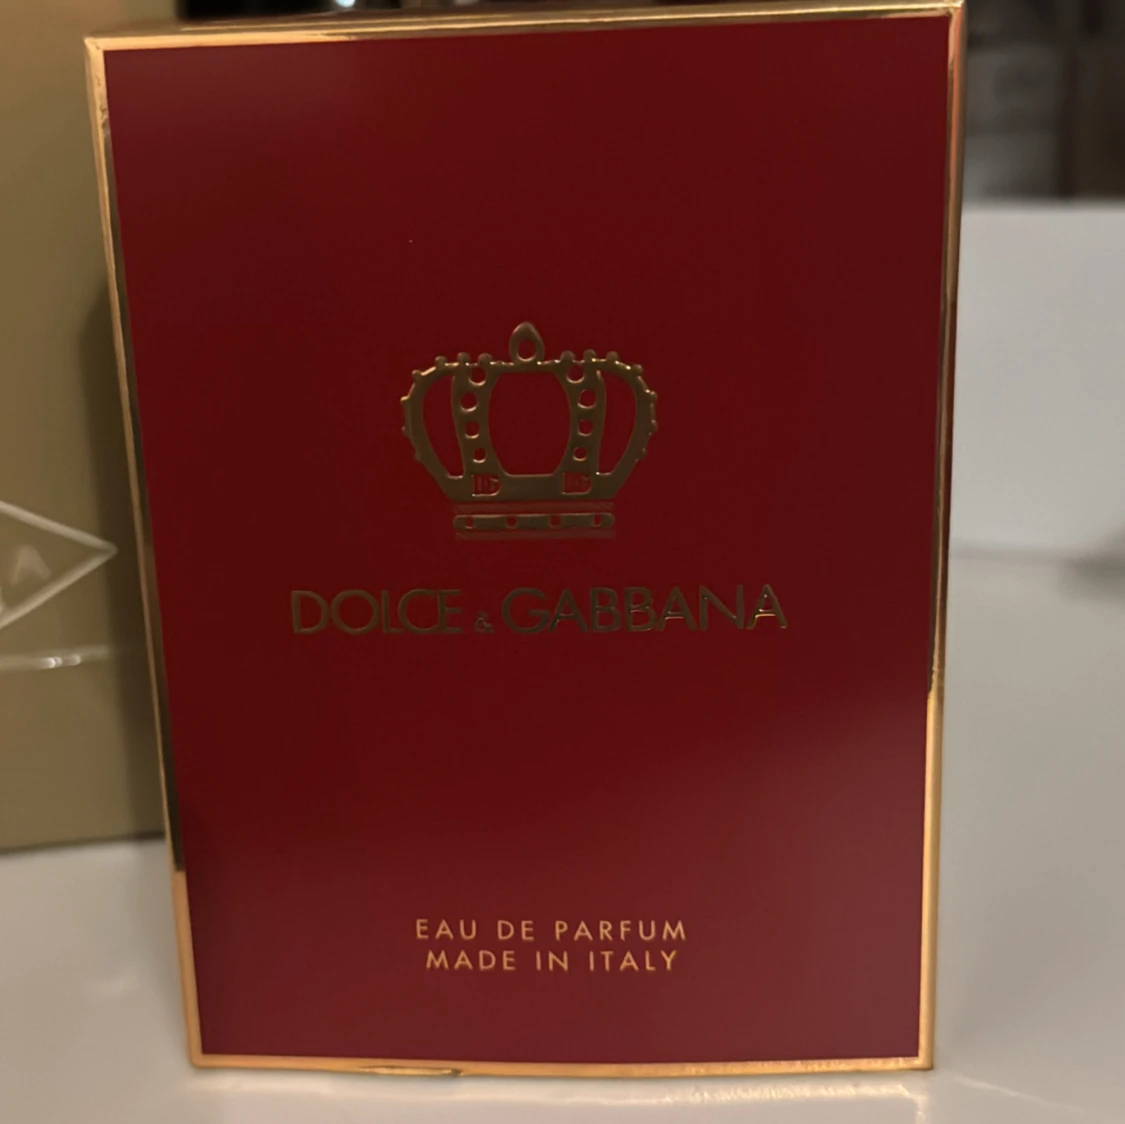 DOLCE & GABBANA
EAU DE PARFUM
MADE IN ITALY